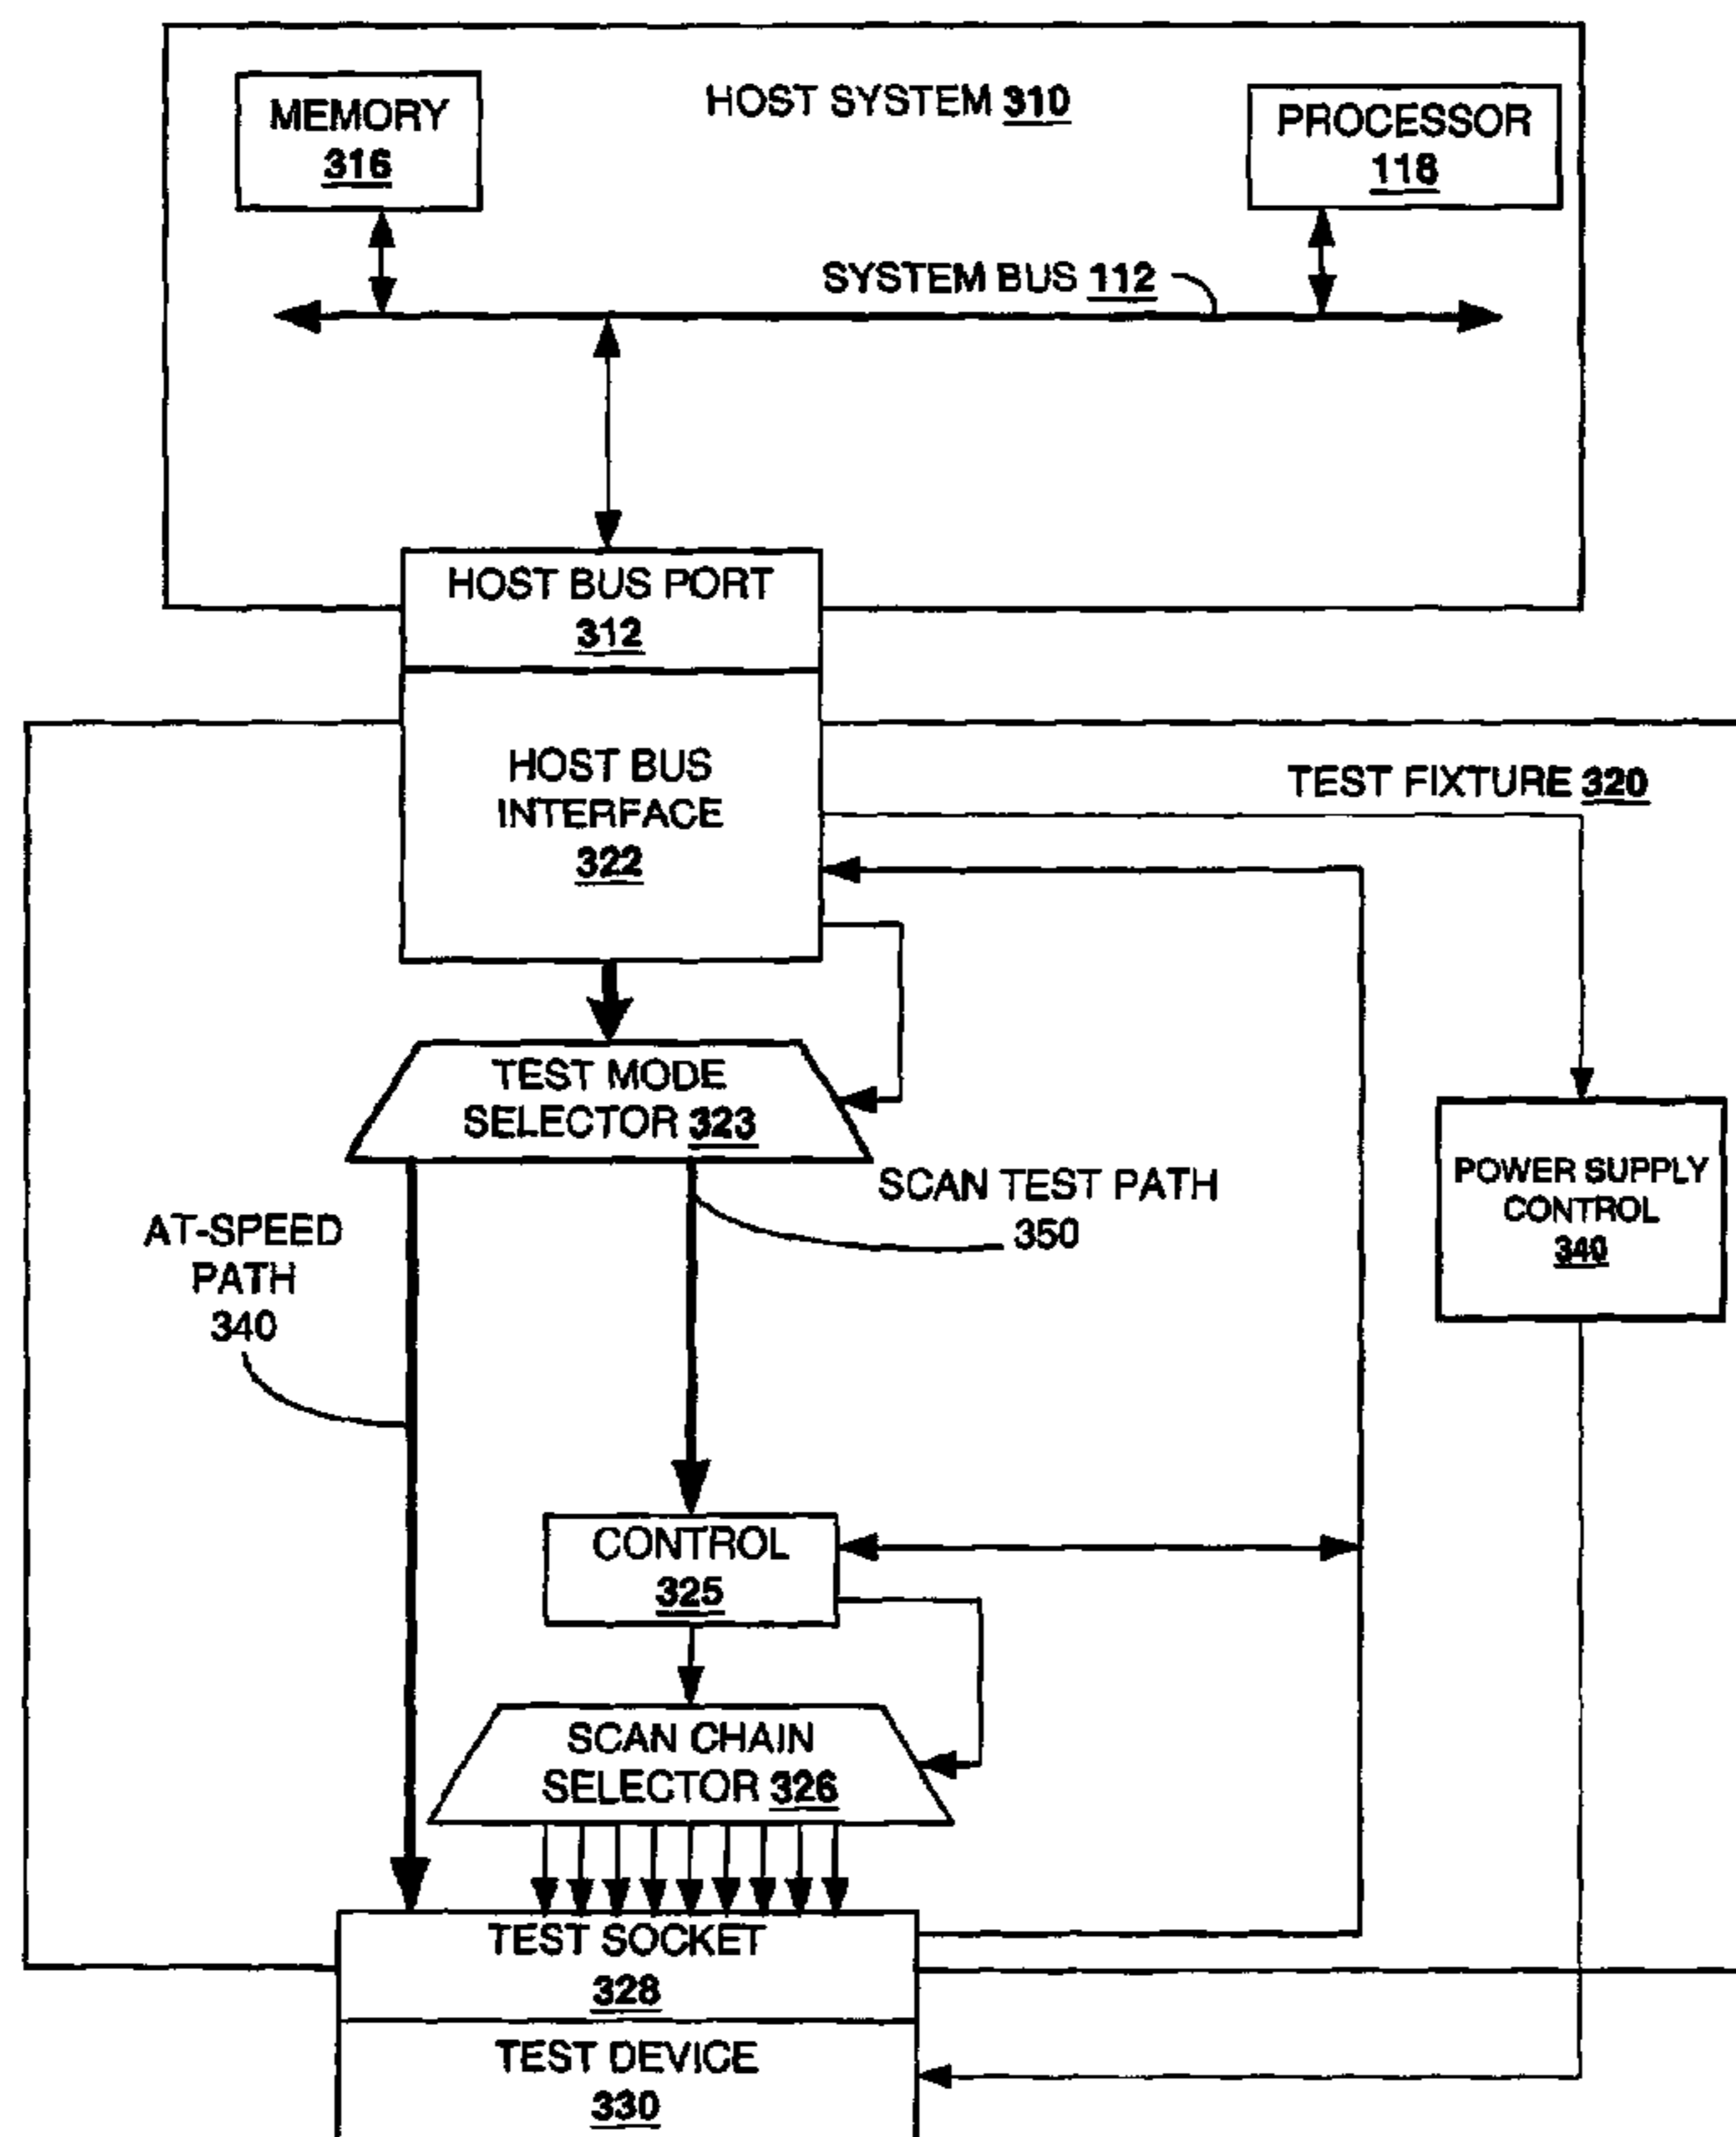 HOST SYSTEM 310
MEMORY
316
PROCESSOR
118
SYSTEM BUS 112
HOST BUS PORT
312
HOST BUS
INTERFACE
322
TEST FIXTURE 320
TEST MODE
SELECTOR 323
SCAN TEST PATH
350
AT-SPEED
PATH
340
POWER SUPPLY
CONTROL
340
CONTROL
325
SCAN CHAIN
SELECTOR 326
TEST SOCKET
328
TEST DEVICE
330